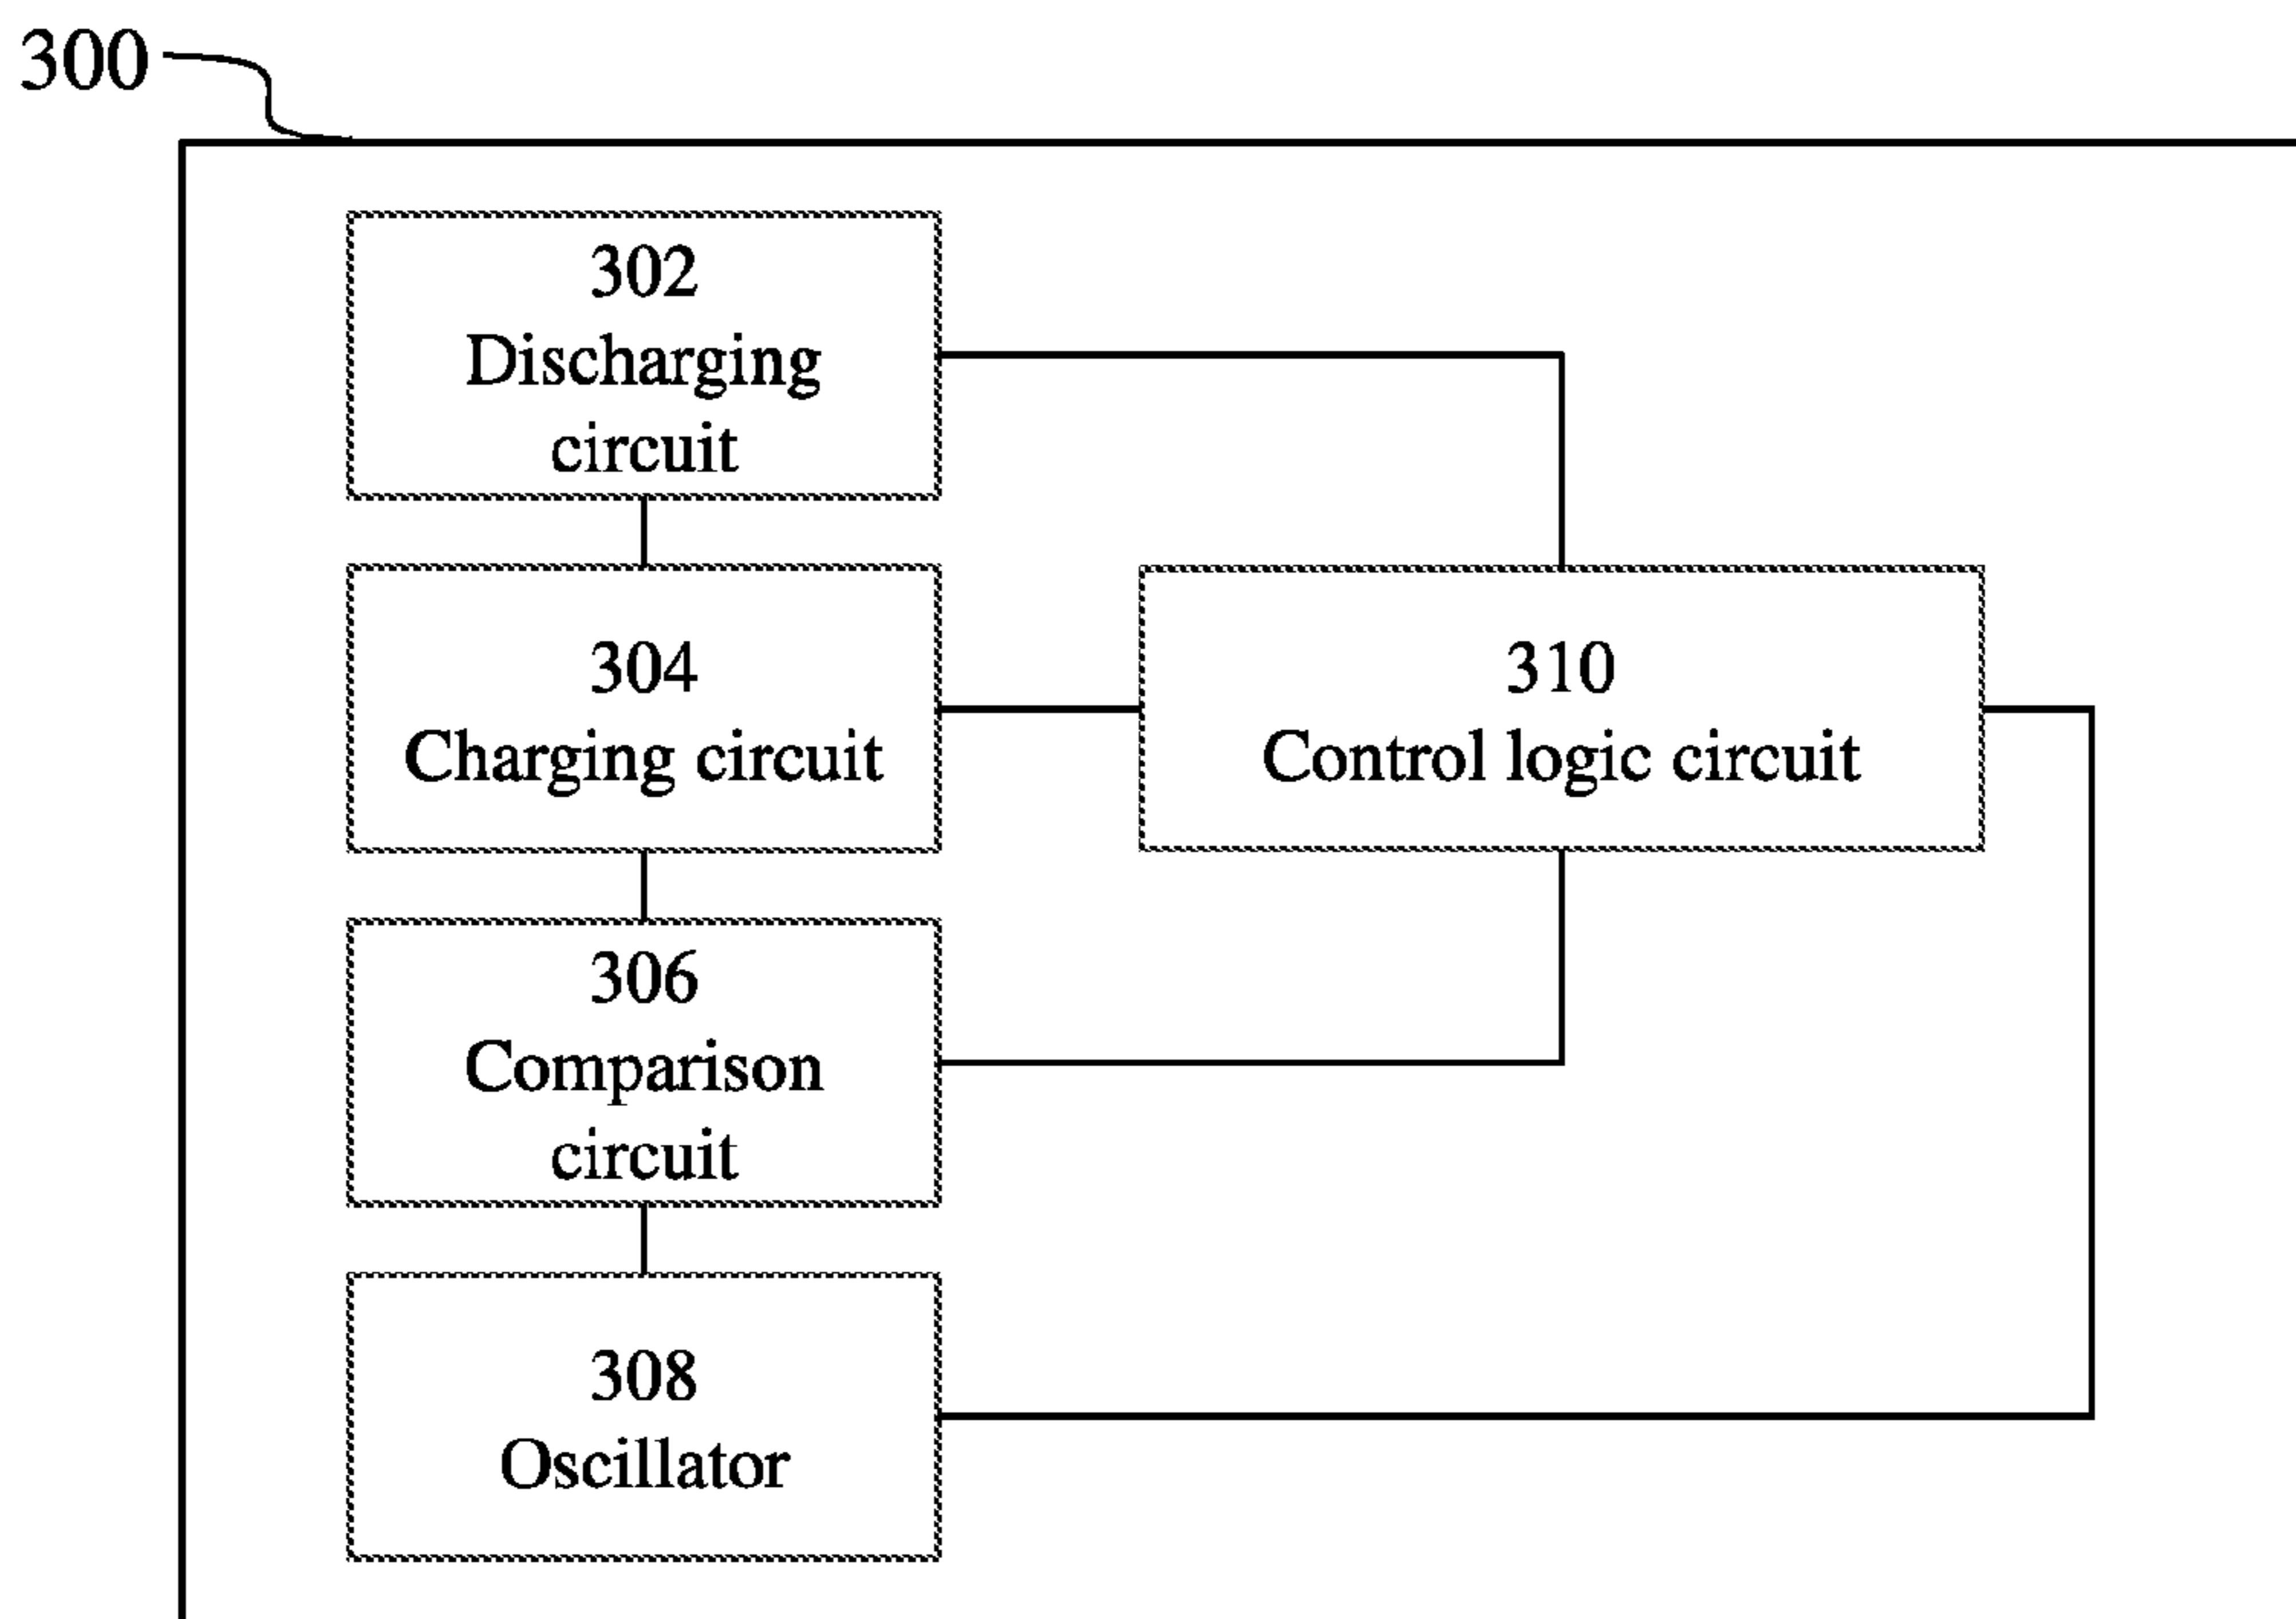 300
302
Discharging
circuit
304
Charging circuit
310
Control logic circuit
306
Comparison
circuit
308
Oscillator